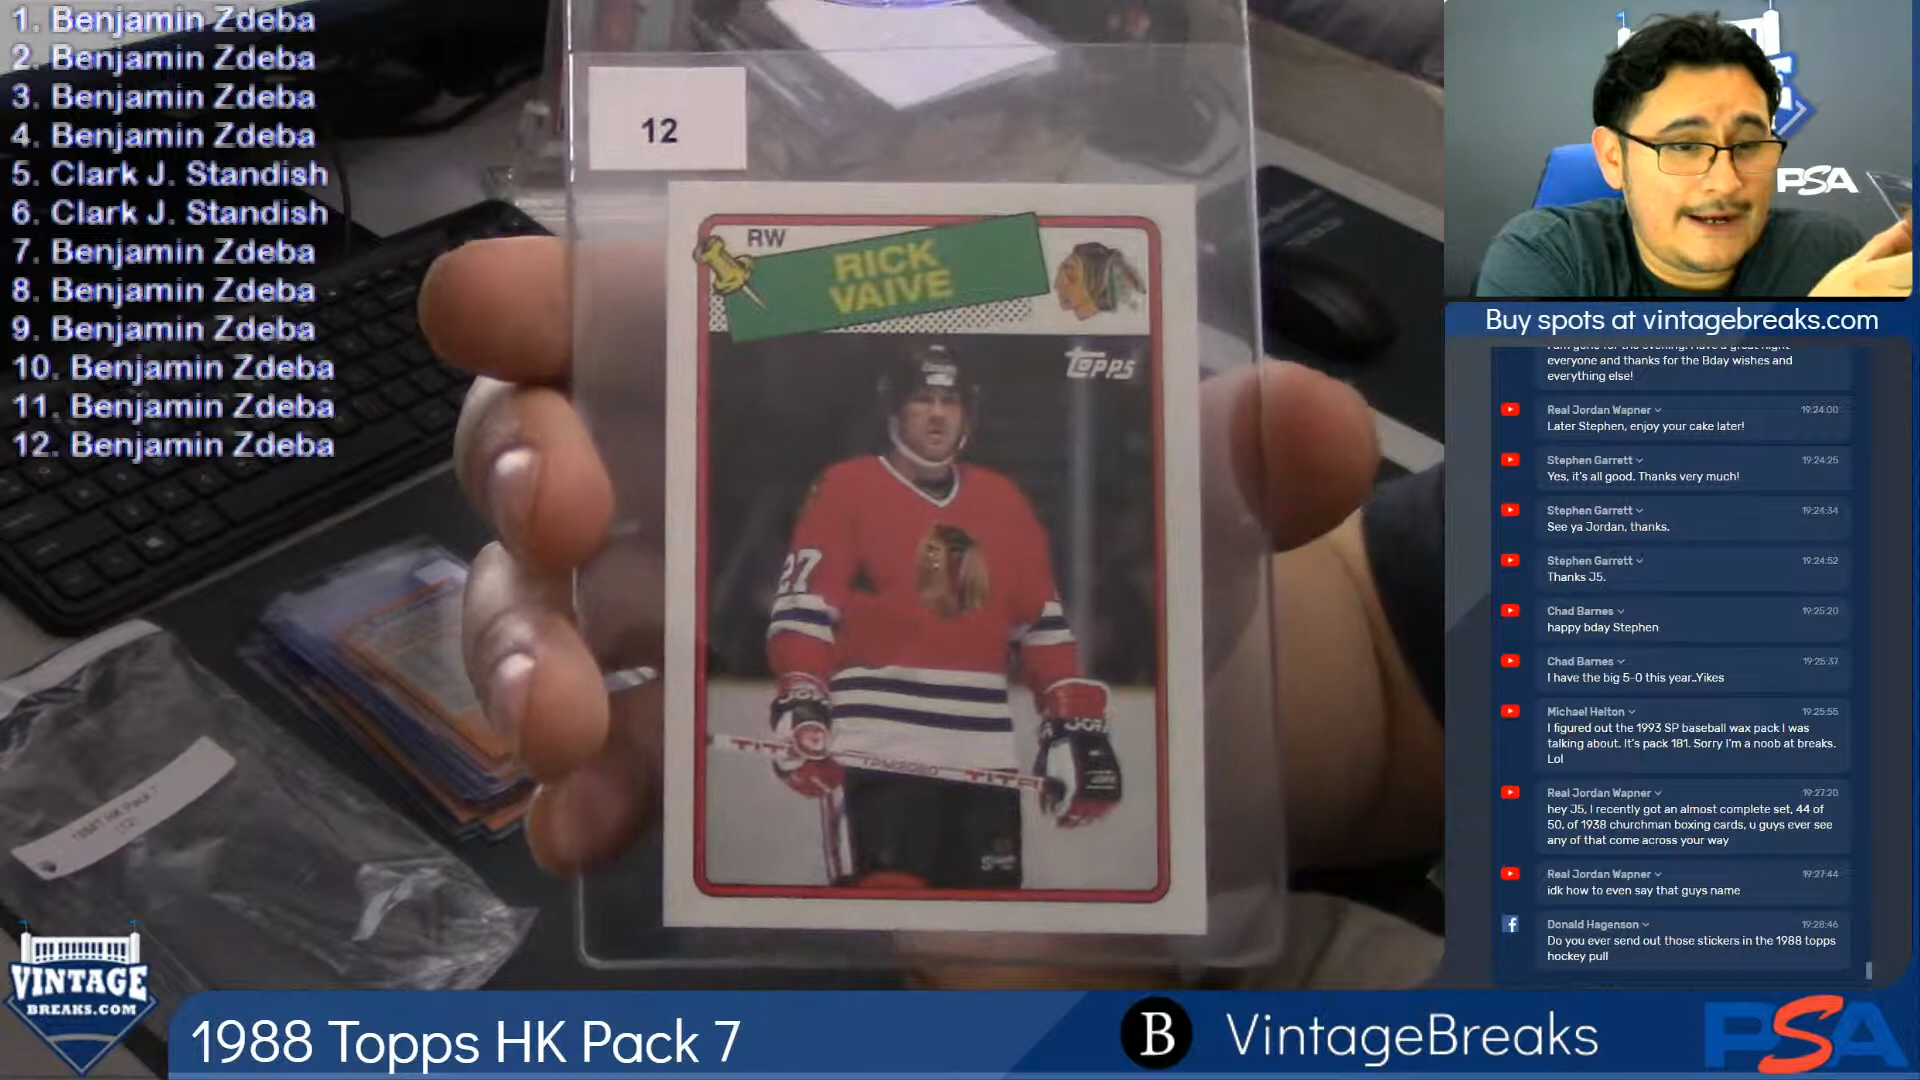 1. Benjamin Zdeba
2. Benjamin Zdeba
3. Benjamin Zdeba
4. Benjamin Zdeba
5. Clark J. Standish
6. Clark J. Standish
7. Benjamin Zdeba
8. Benjamin Zdeba
9. Benjamin Zdeba
10. Benjamin Zdeba
11. Benjamin Zdeba
12. Benjamin Zdeba
12
RW
RICK
VAIVE
TOPPS
27
TITAN
TITAN
HK Pack 7
PSA
Buy spots at vintagebreaks.com
everyone and thanks for the Bday wishes and
everything else!
Real Jordan Wapner 19:24:00
Later Stephen, enjoy your cake later!
Stephen Garrett 19:24:25
Yes, it's all good. Thanks very much!
Stephen Garrett 19:24:34
See ya Jordan, thanks.
Stephen Garrett 19:24:52
Thanks J5.
Chad Barnes 19:25:20
happy bday Stephen
Chad Barnes 19:25:37
I have the big 5-0 this year..Yikes
Michael Helton 19:25:55
I figured out the 1993 SP baseball wax pack I was
talking about. It's pack 181. Sorry I'm a noob at breaks.
Lol
Real Jordan Wapner 19:27:20
hey J5, I recently got an almost complete set, 44 of
50, of 1938 churchman boxing cards, u guys ever see
any of that come across your way
Real Jordan Wapner 19:27:44
idk how to even say that guys name
Donald Hagenson 19:28:46
Do you ever send out those stickers in the 1988 topps
hockey pull
VINTAGE
BREAKS.COM
1988 Topps HK Pack 7
B VintageBreaks
PSA